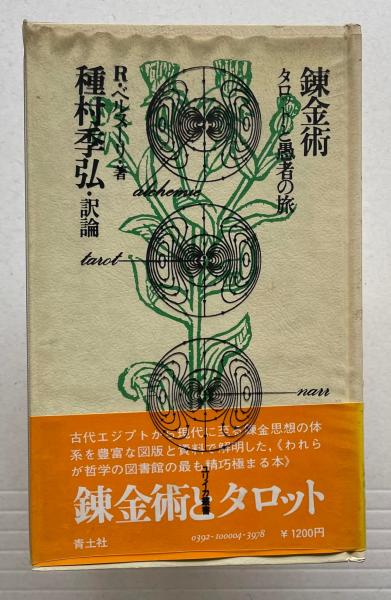 錬金術
タロットと愚者の旅
R・ベルヌーリ・著
種村季弘・訳論
alchemie
tarot
narr
古代エジプトから現代に至る錬金思想の体
系を豊富な図版と資料で解明した,《われら
が哲学の図書館の最も精巧極まる本》
ユリイカ叢書
錬金術とタロット
青土社
0392-100004-3978
¥1200円